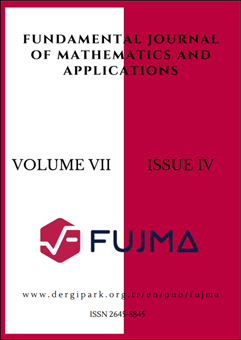 FUNDAMENTAL JOURNAL
OF MATHEMATICS AND
APPLICATIONS
VOLUME VII ISSUE IV
FUJMA
www.dergipark.org.tr/en/pub/fujma
ISSN 2645-8845